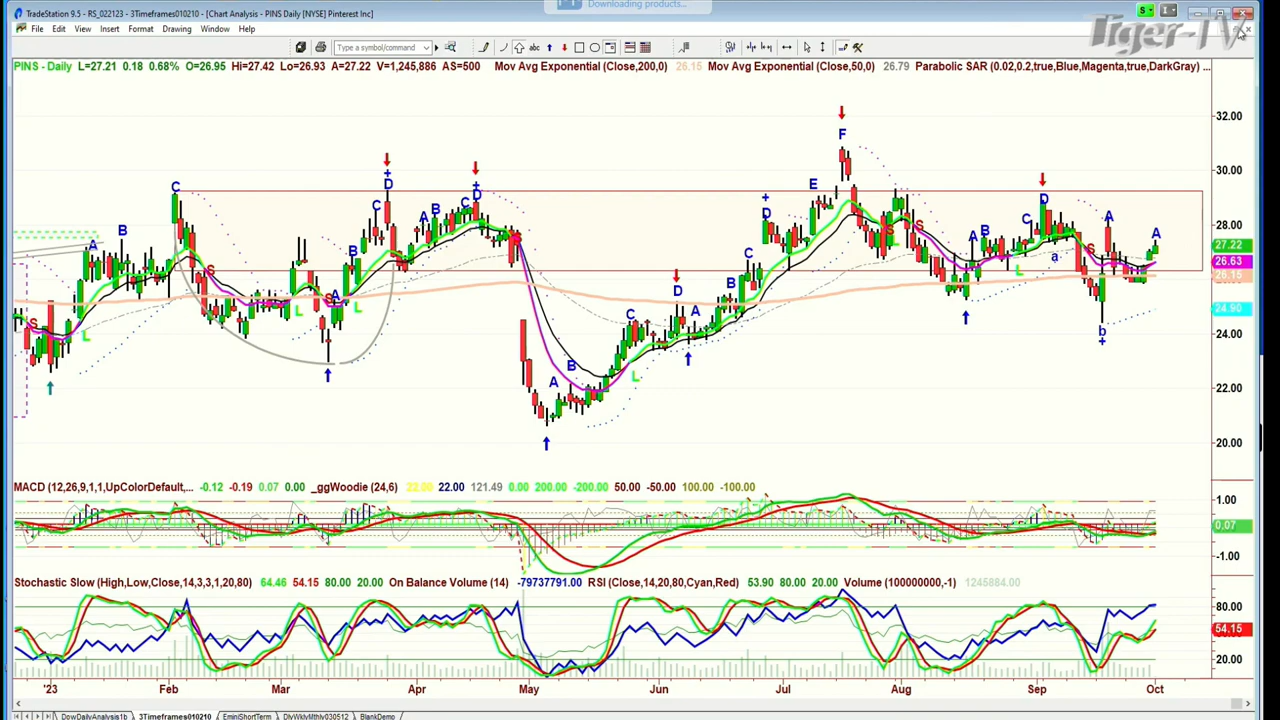 TradeStation 9.5 - RS_022123 - 3Timeframes010210 - [Chart Analysis - PINS Daily [NYSE] Pinterest Inc]
Downloading products...
S
I
Tiger-TV
File Edit View Insert Format Drawing Window Help
Type a symbol/command
abc
PINS - Daily L=27.21 0.18 0.68% O=26.95 Hi=27.42 Lo=26.93 A=27.22 V=1,245,886 AS=500 Mov Avg Exponential (Close,200,0) 26.15 Mov Avg Exponential (Close,50,0) 26.79 Parabolic SAR (0.02,0.2,true,Blue,Magenta,true,DarkGray) ...
32.00
30.00
28.00
27.22
26.63
26.15
24.90
24.00
22.00
20.00
A B C S L S A B C + D L A B C + D S
A B C L D A B C + D E F S L S A B C L D a S A b + A
MACD (12,26,9,1,1,UpColorDefault,... -0.12 -0.19 0.07 0.00 _ggWoodie (24,6) 22.00 22.00 121.49 0.00 200.00 -200.00 50.00 -50.00 100.00 -100.00
1.00
0.07
-1.00
Stochastic Slow (High,Low,Close,14,3,3,1,20,80) 64.46 54.15 80.00 20.00 On Balance Volume (14) -79737791.00 RSI (Close,14,20,80,Cyan,Red) 53.90 80.00 20.00 Volume (100000000,-1) 1245884.00
80.00
54.15
20.00
'23 Feb Mar Apr May Jun Jul Aug Sep Oct
DowDailyAnalysis1b 3Timeframes010210 EminiShortTerm DlyWklyMthly030512 BlankDemo